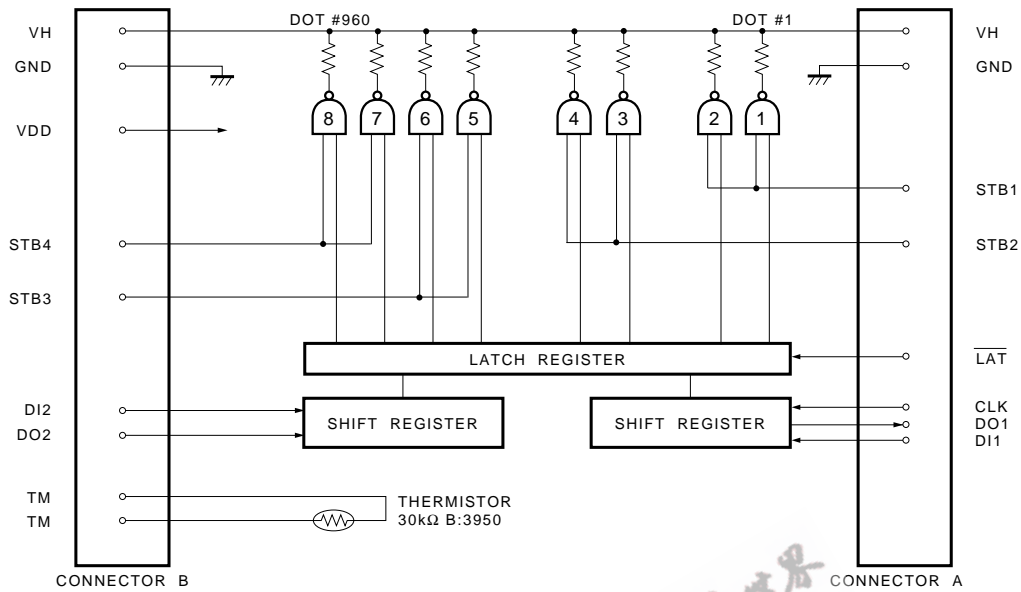 DOT #960
DOT #1
VH
GND
VDD
STB4
STB3
DI2
DO2
TM
TM
CONNECTOR B
8
7
6
5
4
3
2
1
LATCH REGISTER
SHIFT REGISTER
SHIFT REGISTER
THERMISTOR
30kΩ B:3950
VH
GND
STB1
STB2
LAT
CLK
DO1
DI1
CONNECTOR A